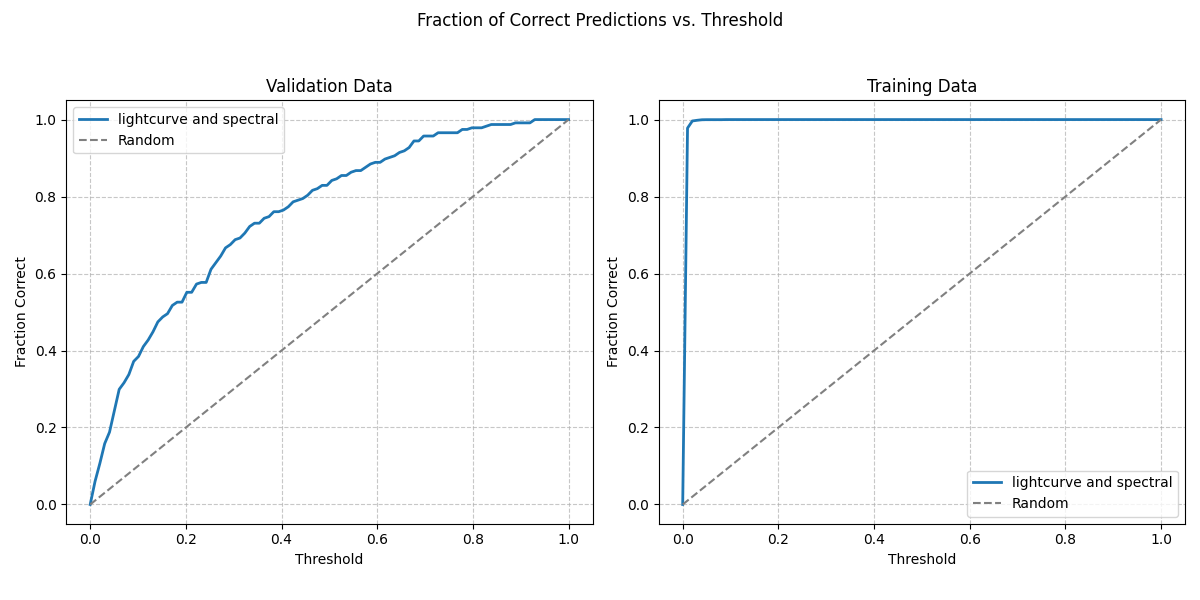 Fraction of Correct Predictions vs. Threshold
Validation Data
lightcurve and spectral
Random
Fraction Correct
1.0
0.8
0.6
0.4
0.2
0.0
0.0 0.2 0.4 0.6 0.8 1.0
Threshold
Training Data
Fraction Correct
1.0
0.8
0.6
0.4
0.2
0.0
lightcurve and spectral
Random
0.0 0.2 0.4 0.6 0.8 1.0
Threshold